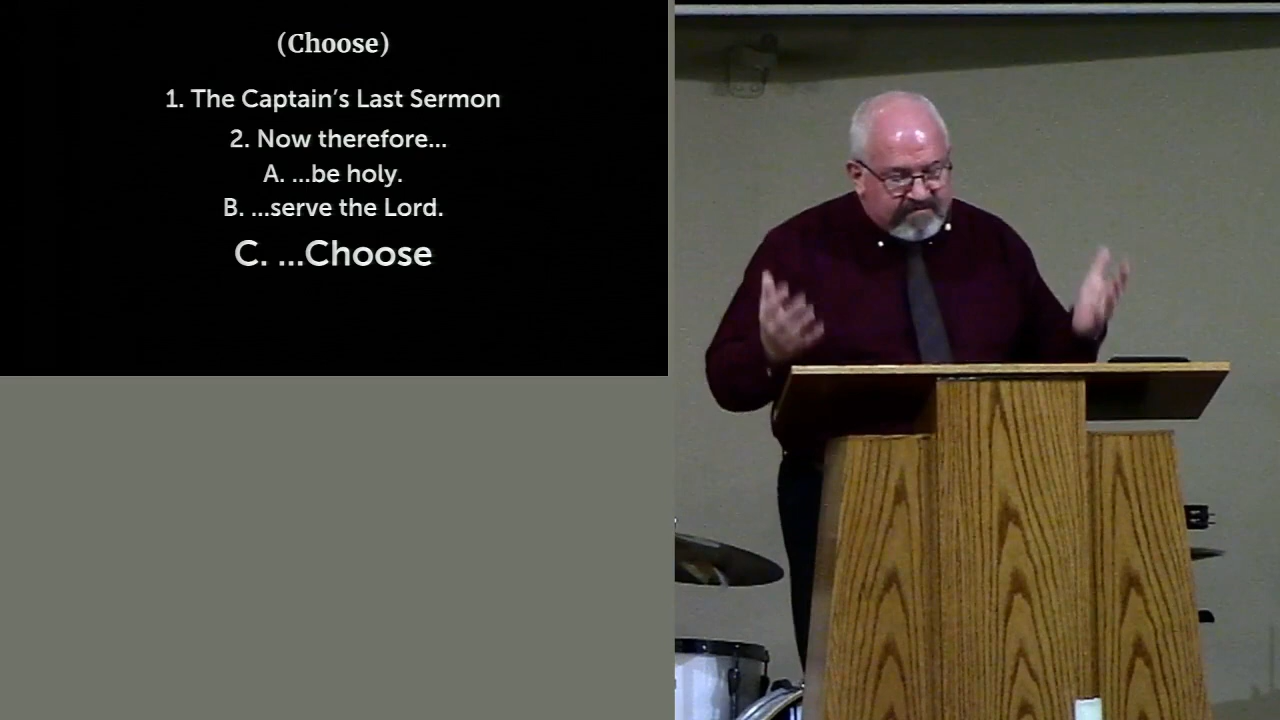 (Choose)
1. The Captain's Last Sermon
2. Now therefore...
A. ...be holy.
B. ...serve the Lord.
C. ...Choose